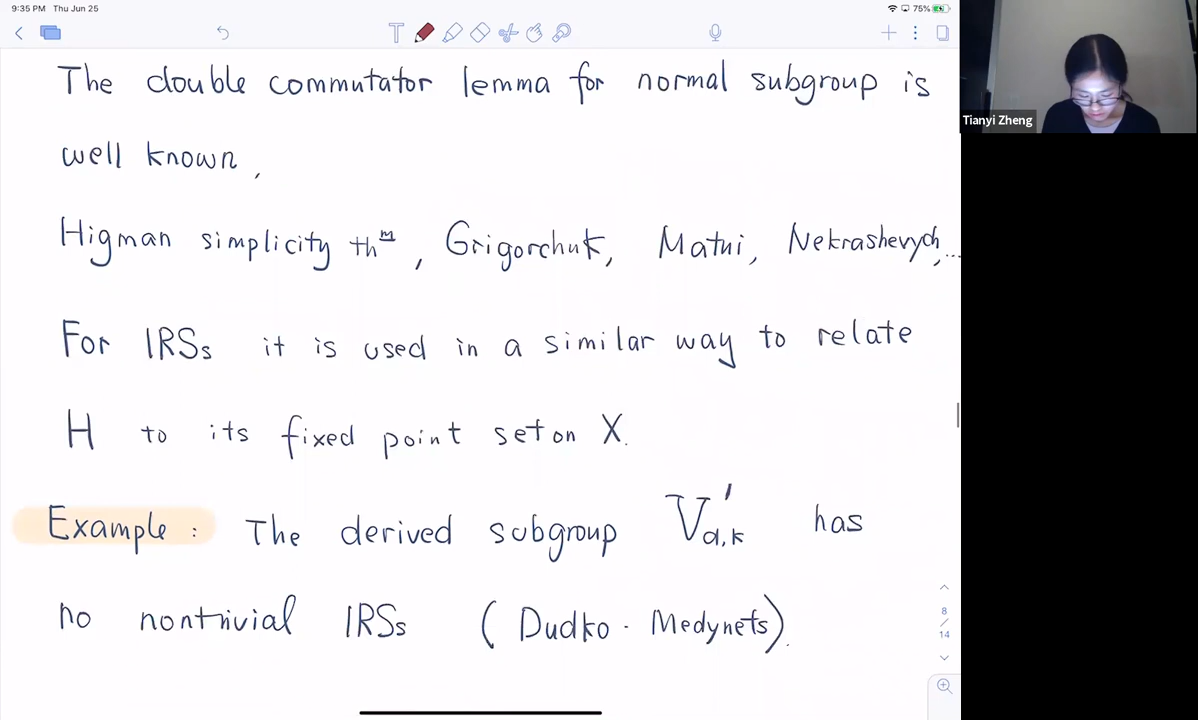 9:35 PM Thu Jun 25
75%
The double commutator lemma for normal subgroup is
well known,
Higman simplicity thᵐ, Grigorchuk, Matui, Nekrashevych,...
For IRSs it is used in a similar way to relate
H to its fixed point set on X.
Example: The derived subgroup V'd,k has
no nontrivial IRSs (Dudko - Medynets).
8
/
14
Tianyi Zheng